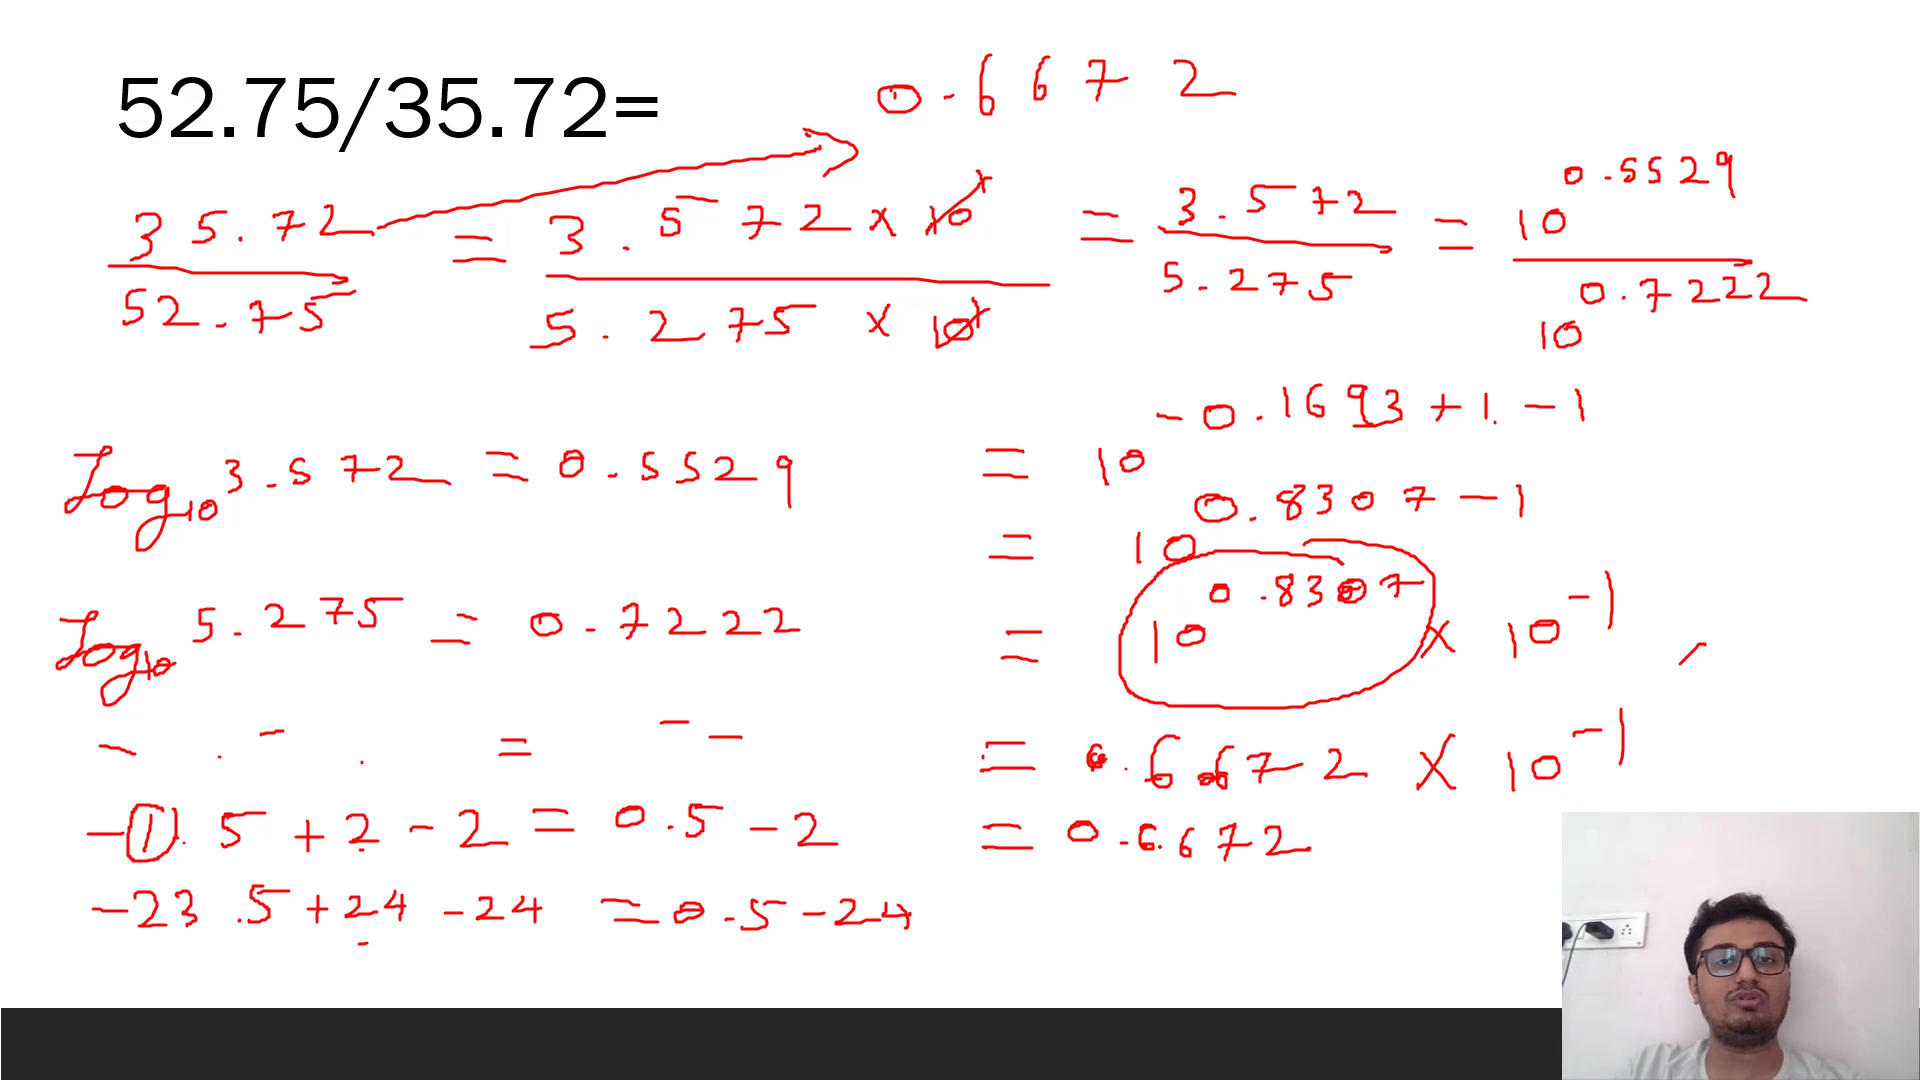 52.75/35.72=
0.6672
35.72/52.75 = 3.572 x 10¹/5.275 x 10¹ = 3.572/5.275 = 10^0.5529/10^0.7222
= 10^-0.1693+1-1
Log₁₀ 3.572 = 0.5529
= 10^0.8307-1
= 10^0.8307 x 10^-1
Log₁₀ 5.275 = 0.7222
- . - . = - -
= 6.672 x 10^-1
-1.5 + 2 - 2 = 0.5 - 2
= 0.6672
-23.5 + 24 - 24 = 0.5 - 24